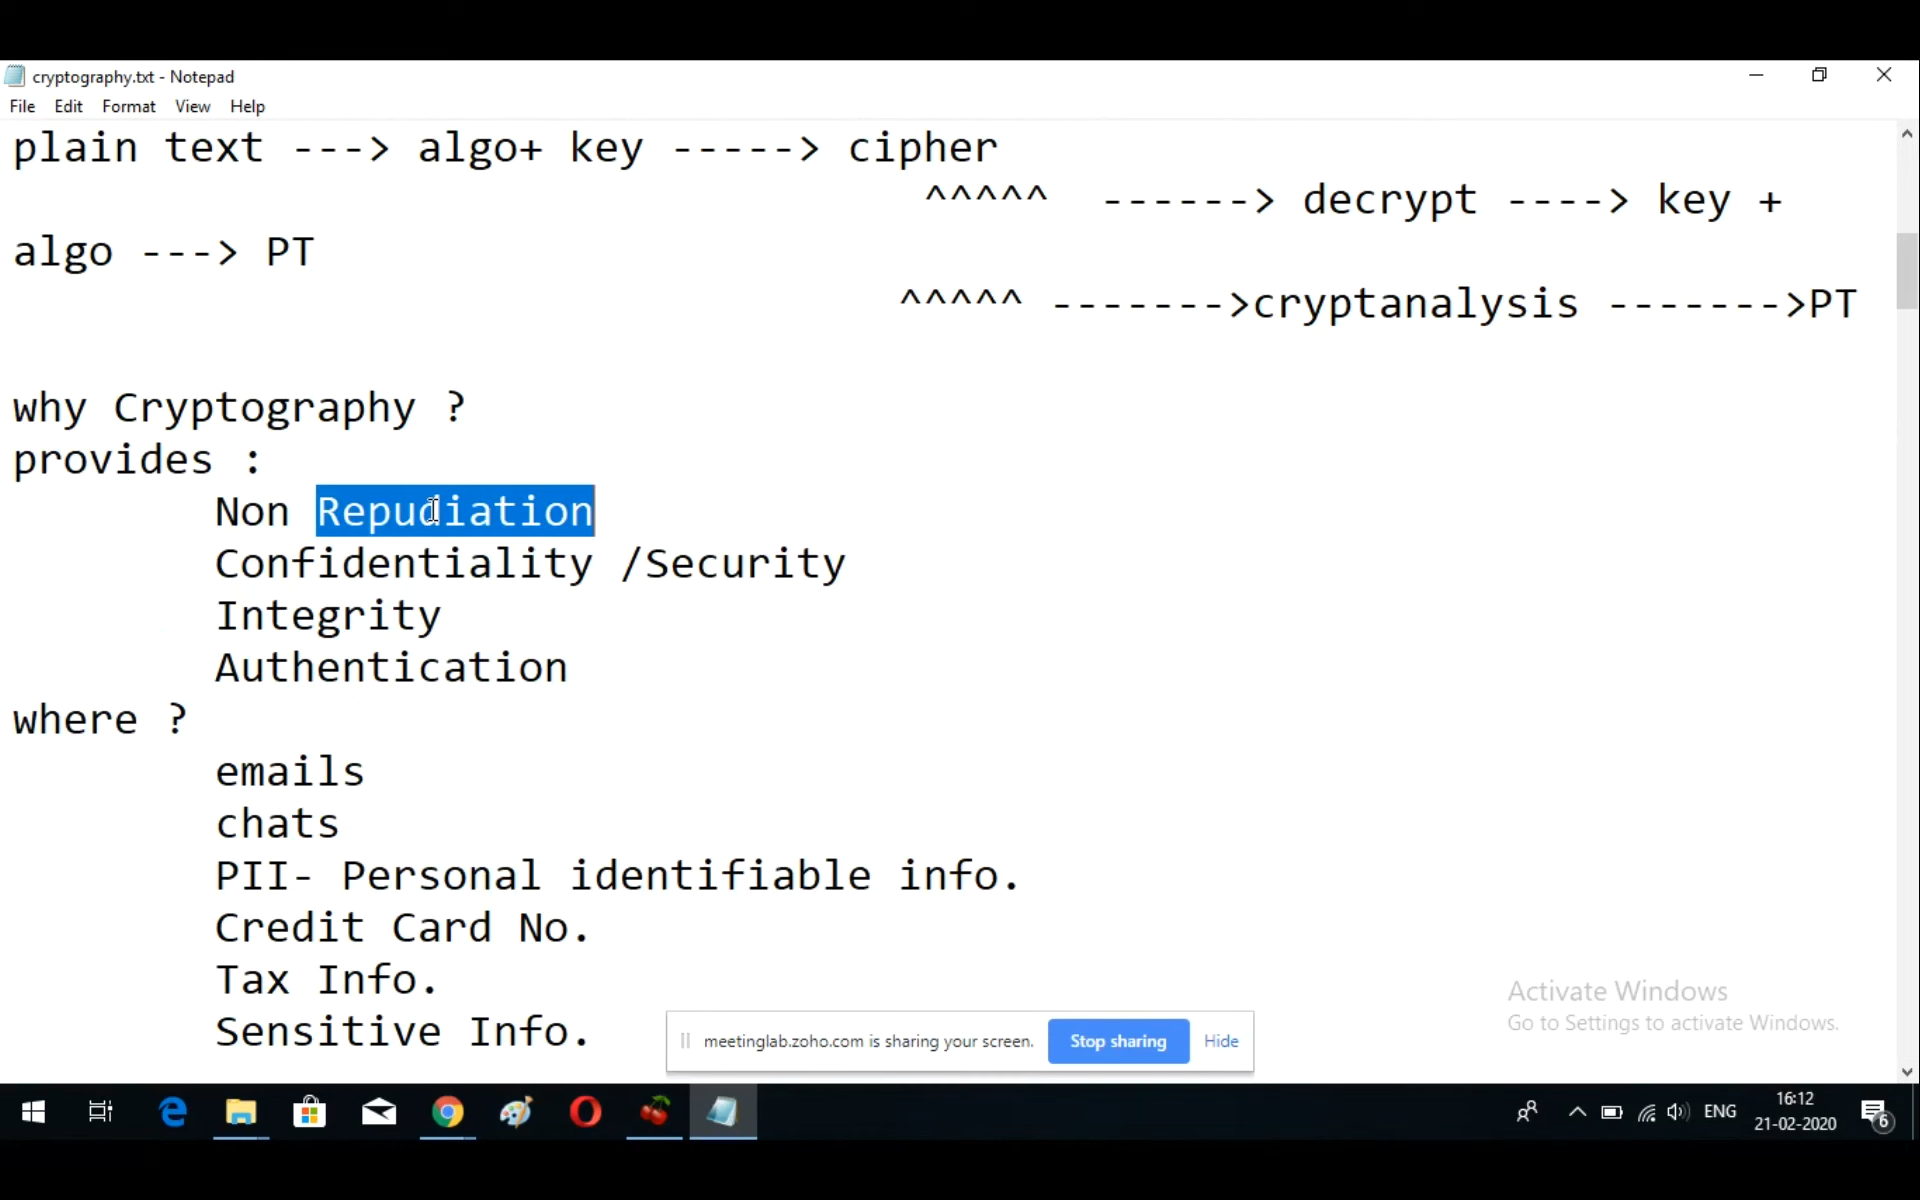 cryptography.txt - Notepad
File Edit Format View Help
plain text ---> algo+ key -----> cipher
^^^^^ ------> decrypt ----> key +
algo ---> PT
^^^^^ ------->cryptanalysis ------->PT
why Cryptography ?
provides :
Non Repudiation
Confidentiality /Security
Integrity
Authentication
where ?
emails
chats
PII- Personal identifiable info.
Credit Card No.
Tax Info.
Sensitive Info.
Activate Windows
Go to Settings to activate Windows.
meetinglab.zoho.com is sharing your screen. Stop sharing Hide
ENG
16:12
21-02-2020
6